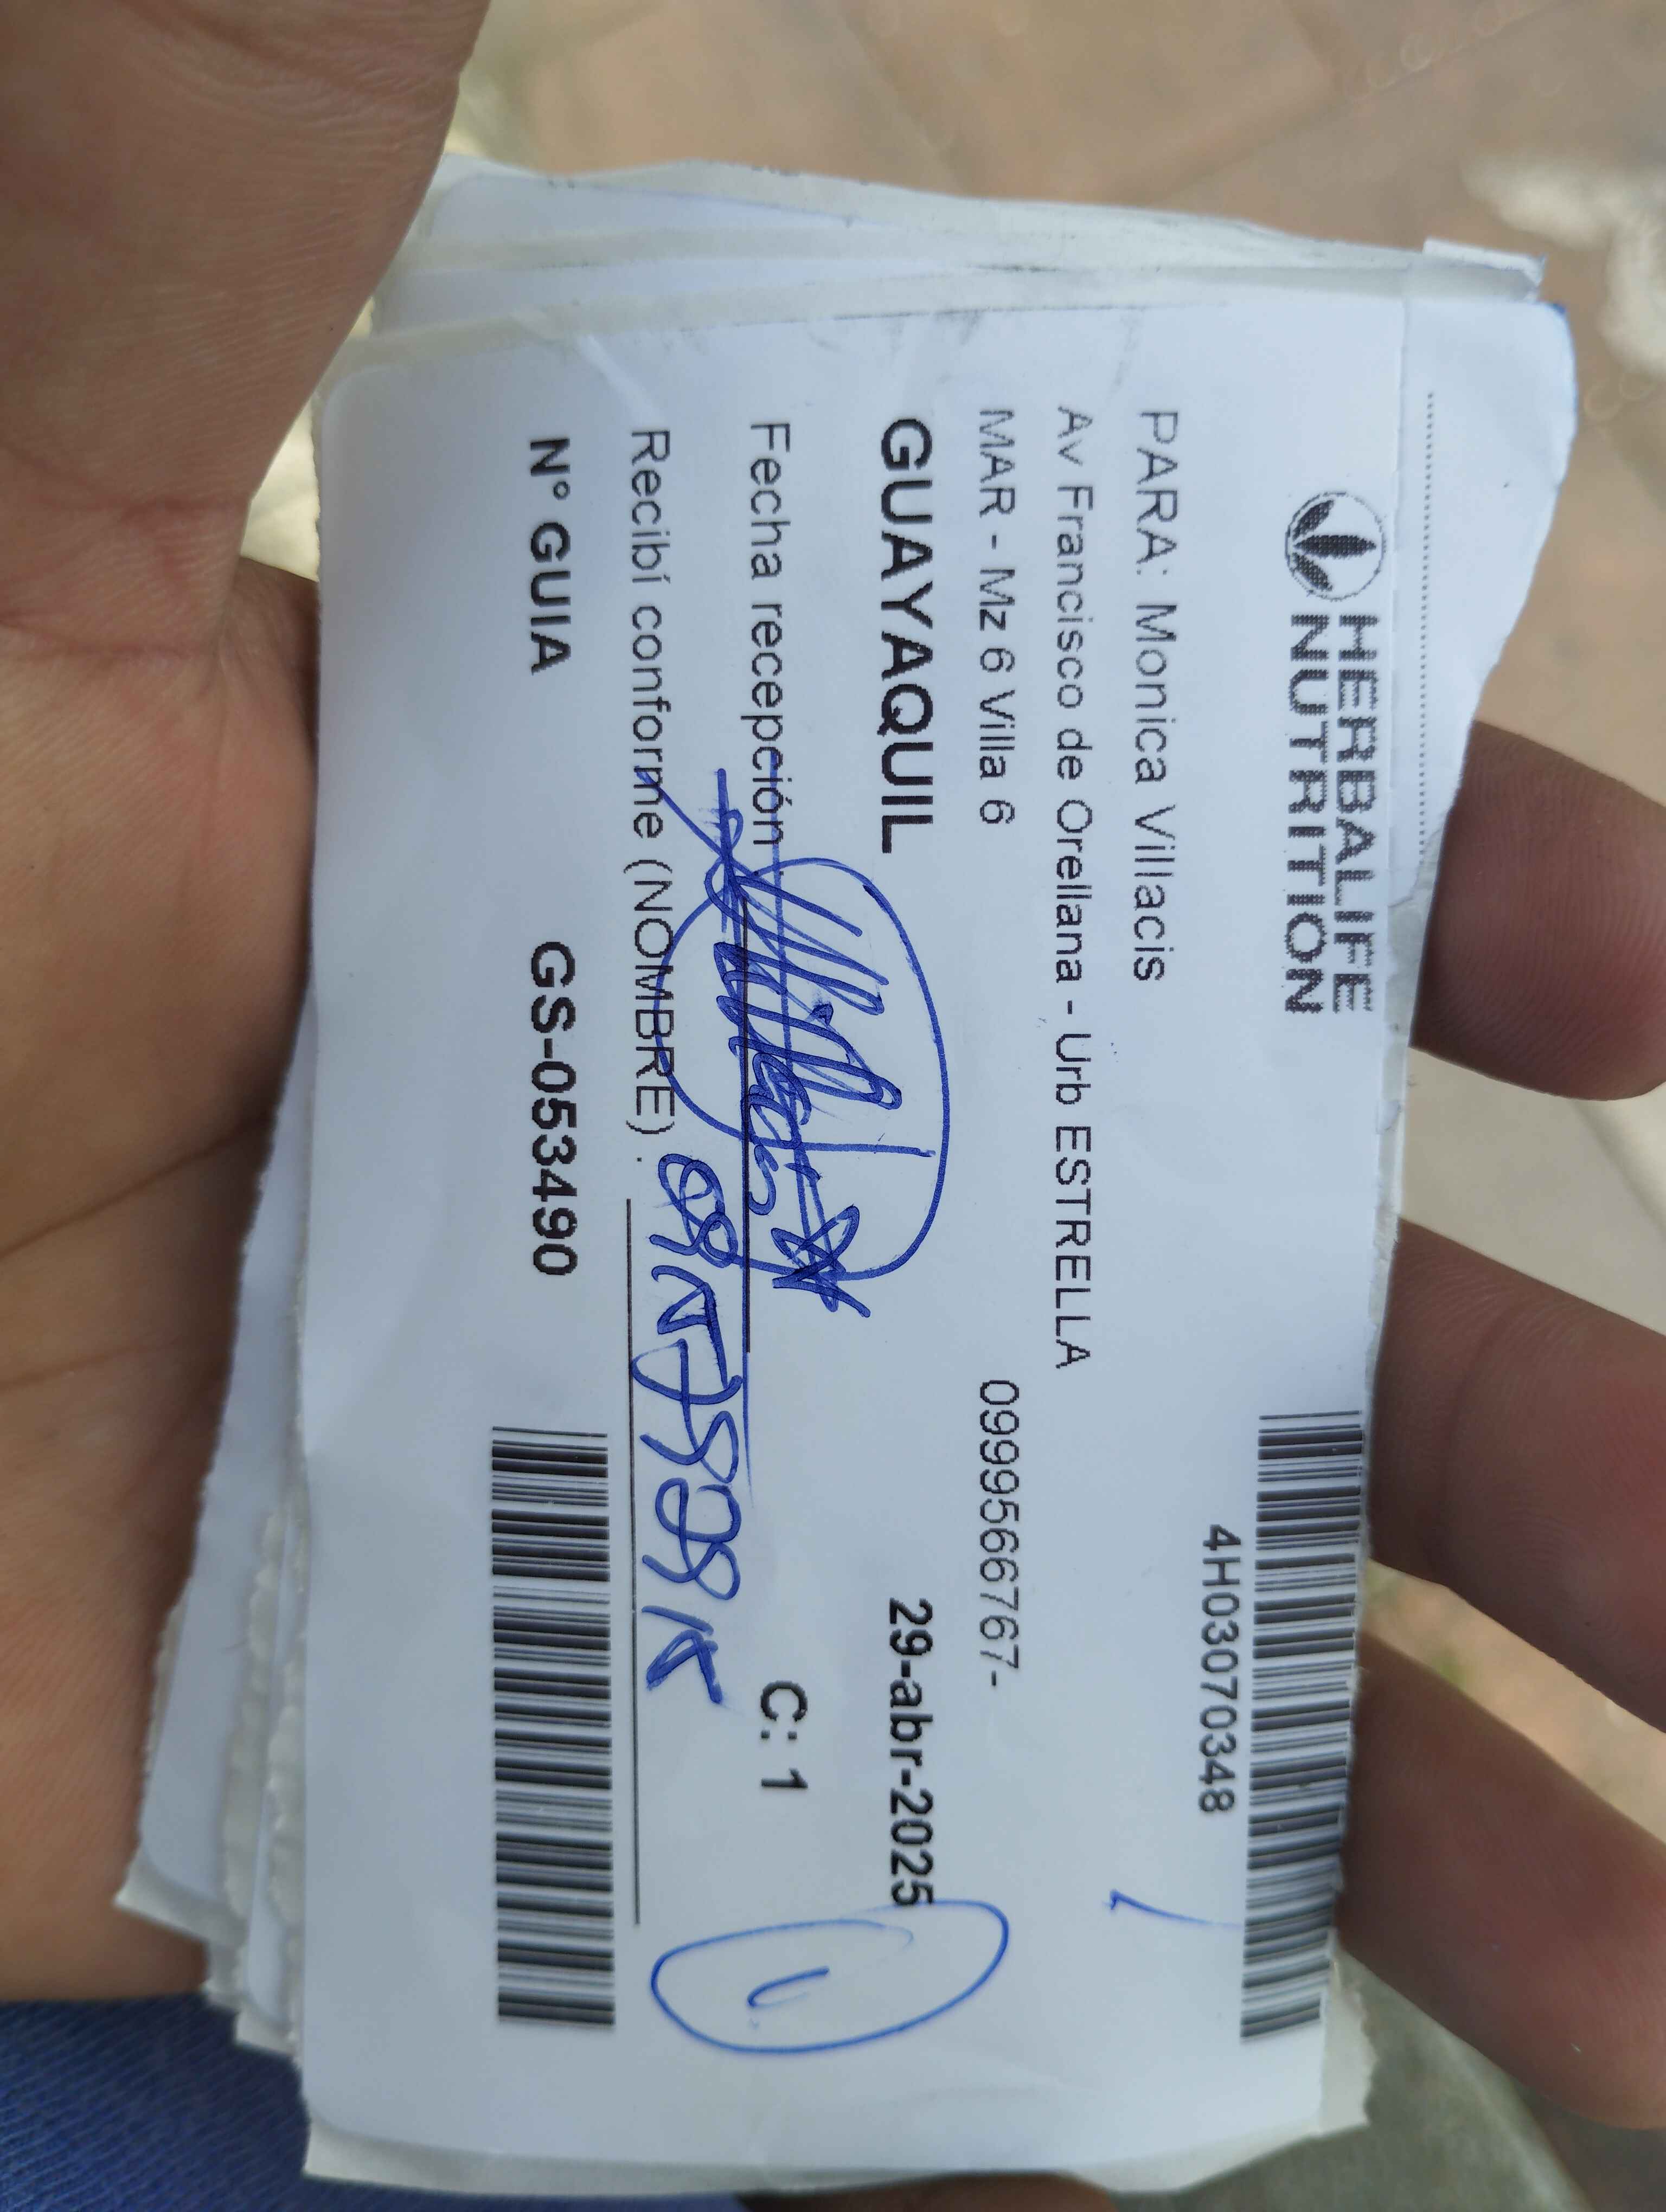 HERBALIFE
NUTRITION
4H03070348
PARA: Monica Villacis
Av Francisco de Orellana - Urb ESTRELLA
MAR - Mz 6 Villa 6 0999566767-
GUAYAQUIL 29-abr-2025
Fecha recepción C: 1
Recibí conforme (NOMBRE) :
N° GUIA GS-053490